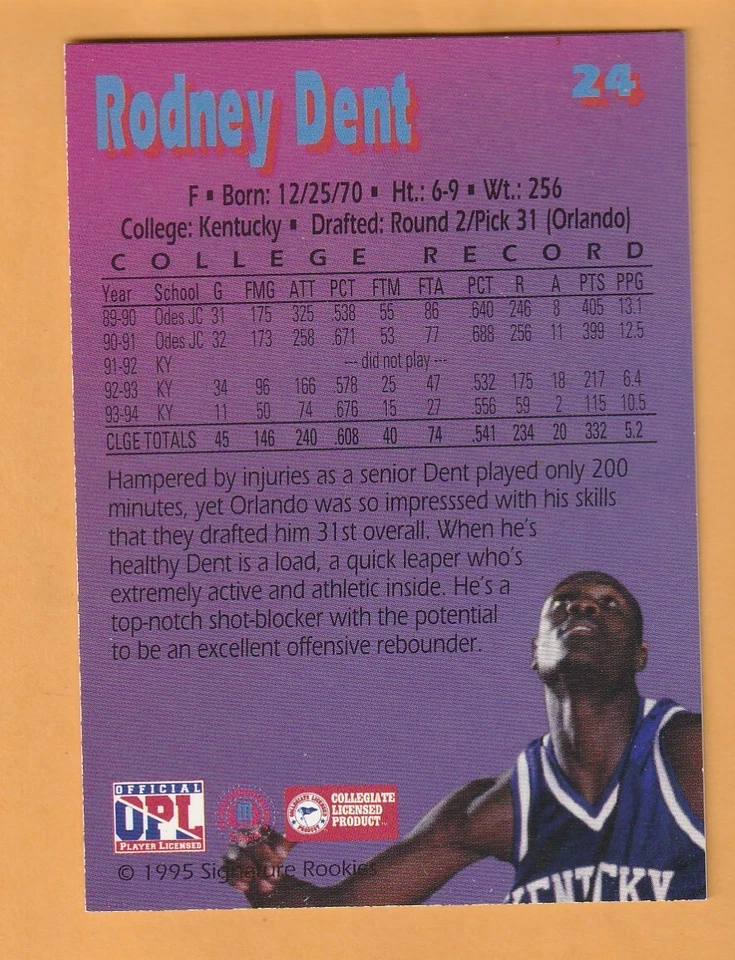 Rodney Dent 24
F ▪ Born: 12/25/70 ▪ Ht.: 6-9 ▪ Wt.: 256
College: Kentucky ▪ Drafted: Round 2/Pick 31 (Orlando)
COLLEGE RECORD
Year School G FMG ATT PCT FTM FTA PCT R A PTS PPG
89-90 Odes JC 31 175 325 .538 55 86 .640 246 8 405 13.1
90-91 Odes JC 32 173 258 .671 53 77 .688 256 11 399 12.5
91-92 KY --- did not play ---
92-93 KY 34 96 166 .578 25 47 .532 175 18 217 6.4
93-94 KY 11 50 74 .676 15 27 .556 59 2 115 10.5
CLGE TOTALS 45 146 240 .608 40 74 .541 234 20 332 5.2
Hampered by injuries as a senior Dent played only 200
minutes, yet Orlando was so impresssed with his skills
that they drafted him 31st overall. When he's
healthy Dent is a load, a quick leaper who's
extremely active and athletic inside. He's a
top-notch shot-blocker with the potential
to be an excellent offensive rebounder.
OFFICIAL
OPL
PLAYER LICENSED
COLLEGIATE
LICENSED
PRODUCT
© 1995 Signature Rookies
KENTUCKY